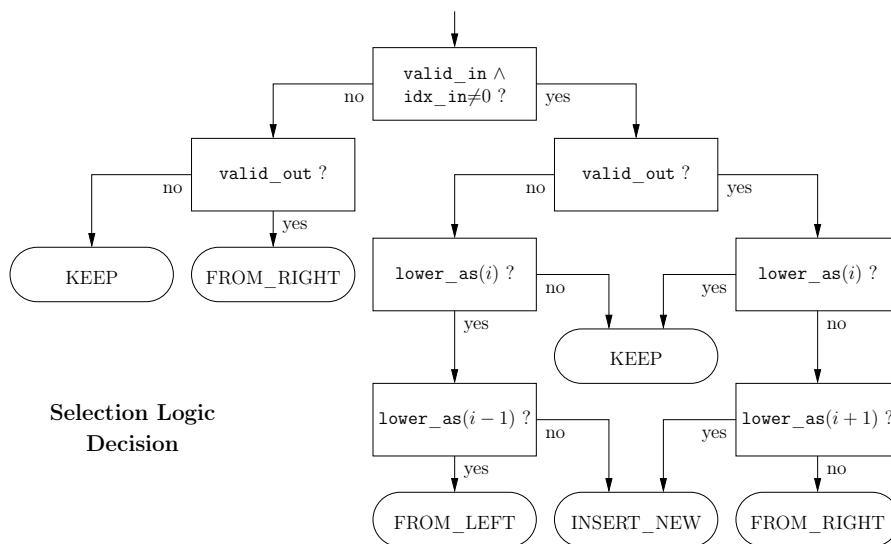 valid_in ∧
idx_in≠0 ?
no
yes
valid_out ?
valid_out ?
no
yes
no
yes
KEEP
FROM_RIGHT
lower_as(i) ?
lower_as(i) ?
no
yes
yes
no
KEEP
Selection Logic
Decision
lower_as(i − 1) ?
lower_as(i + 1) ?
no
yes
yes
no
FROM_LEFT
INSERT_NEW
FROM_RIGHT